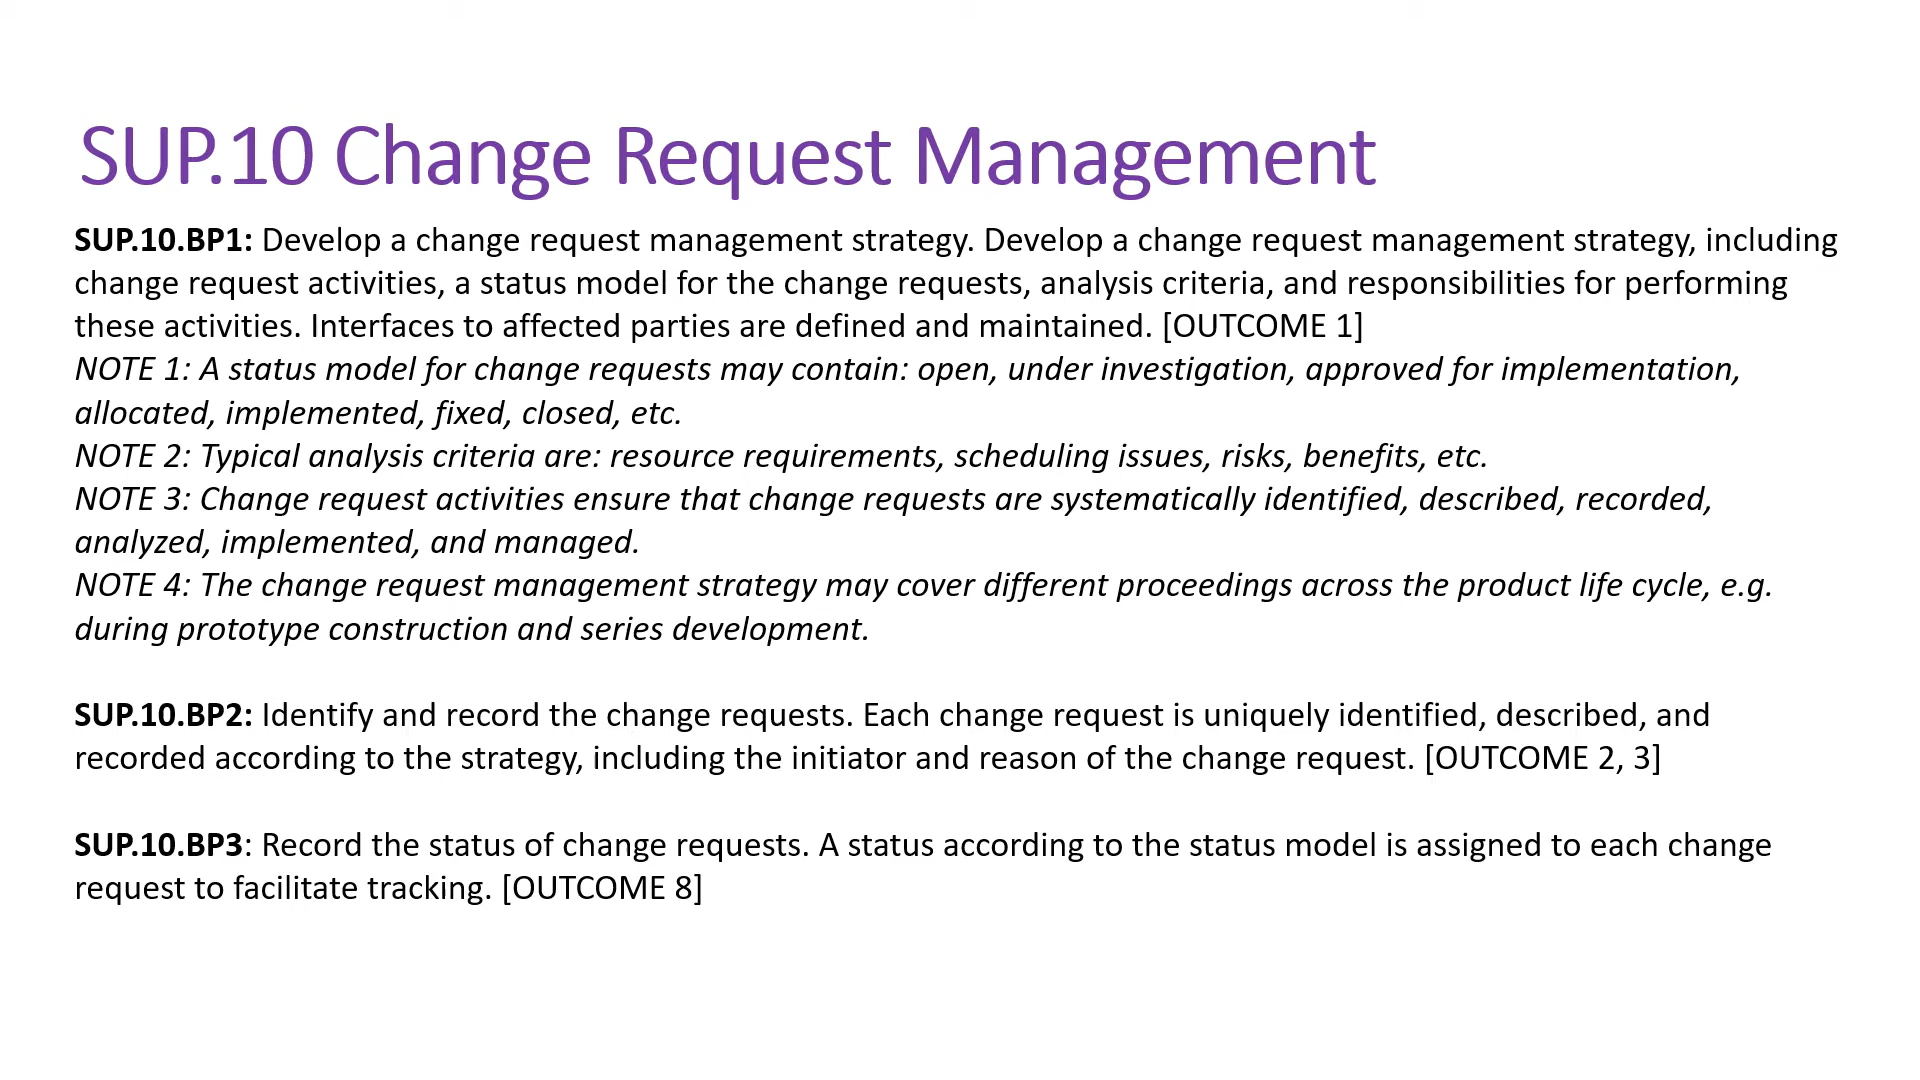 SUP.10 Change Request Management
SUP.10.BP1: Develop a change request management strategy. Develop a change request management strategy, including
change request activities, a status model for the change requests, analysis criteria, and responsibilities for performing
these activities. Interfaces to affected parties are defined and maintained. [OUTCOME 1]
NOTE 1: A status model for change requests may contain: open, under investigation, approved for implementation,
allocated, implemented, fixed, closed, etc.
NOTE 2: Typical analysis criteria are: resource requirements, scheduling issues, risks, benefits, etc.
NOTE 3: Change request activities ensure that change requests are systematically identified, described, recorded,
analyzed, implemented, and managed.
NOTE 4: The change request management strategy may cover different proceedings across the product life cycle, e.g.
during prototype construction and series development.
SUP.10.BP2: Identify and record the change requests. Each change request is uniquely identified, described, and
recorded according to the strategy, including the initiator and reason of the change request. [OUTCOME 2, 3]
SUP.10.BP3: Record the status of change requests. A status according to the status model is assigned to each change
request to facilitate tracking. [OUTCOME 8]